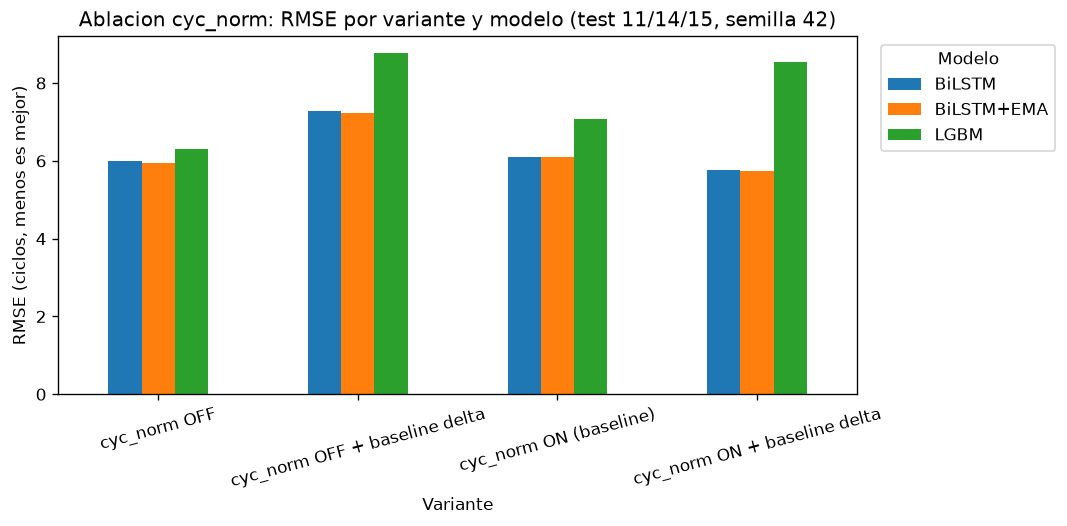 Ablacion cyc_norm: RMSE por variante y modelo (test 11/14/15, semilla 42)
RMSE (ciclos, menos es mejor)
8
6
4
2
0
cyc_norm OFF
cyc_norm OFF + baseline delta
cyc_norm ON (baseline)
cyc_norm ON + baseline delta
Variante
Modelo
BiLSTM
BiLSTM+EMA
LGBM